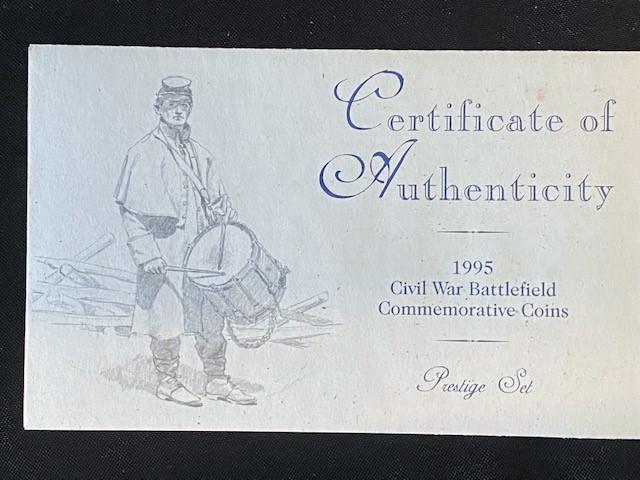 Certificate of
Authenticity
1995
Civil War Battlefield
Commemorative Coins
Prestige Set